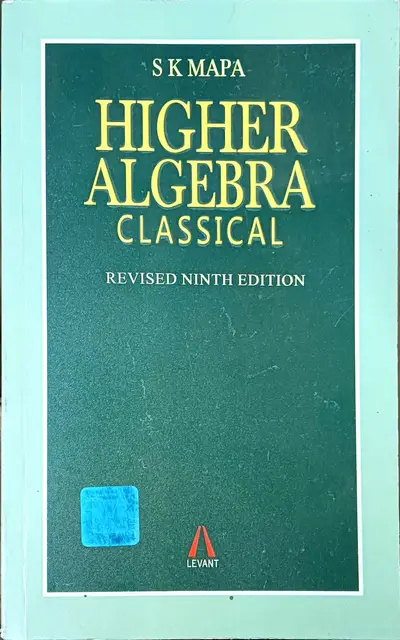 S K MAPA
HIGHER
ALGEBRA
CLASSICAL
REVISED NINTH EDITION
LEVANT